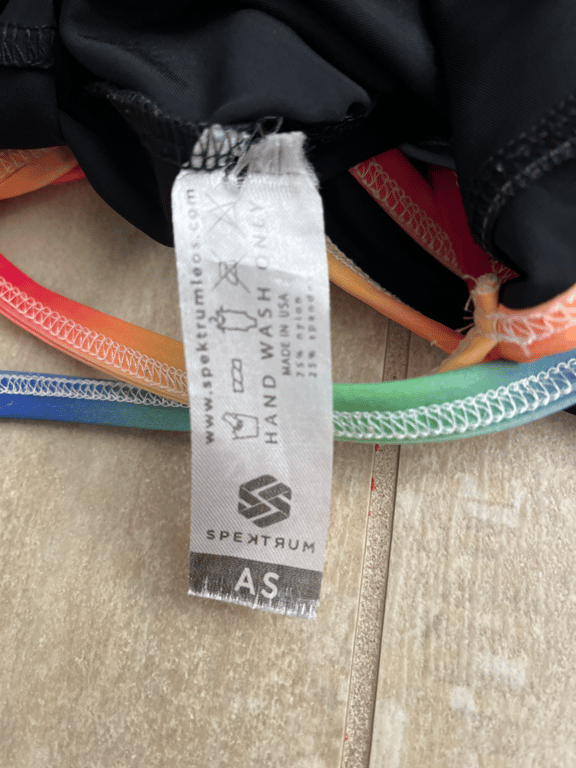 www.spektrumleos.com
HAND WASH ONLY
MADE IN USA
75% nylon
25% spandex
SPEKTRUM
AS